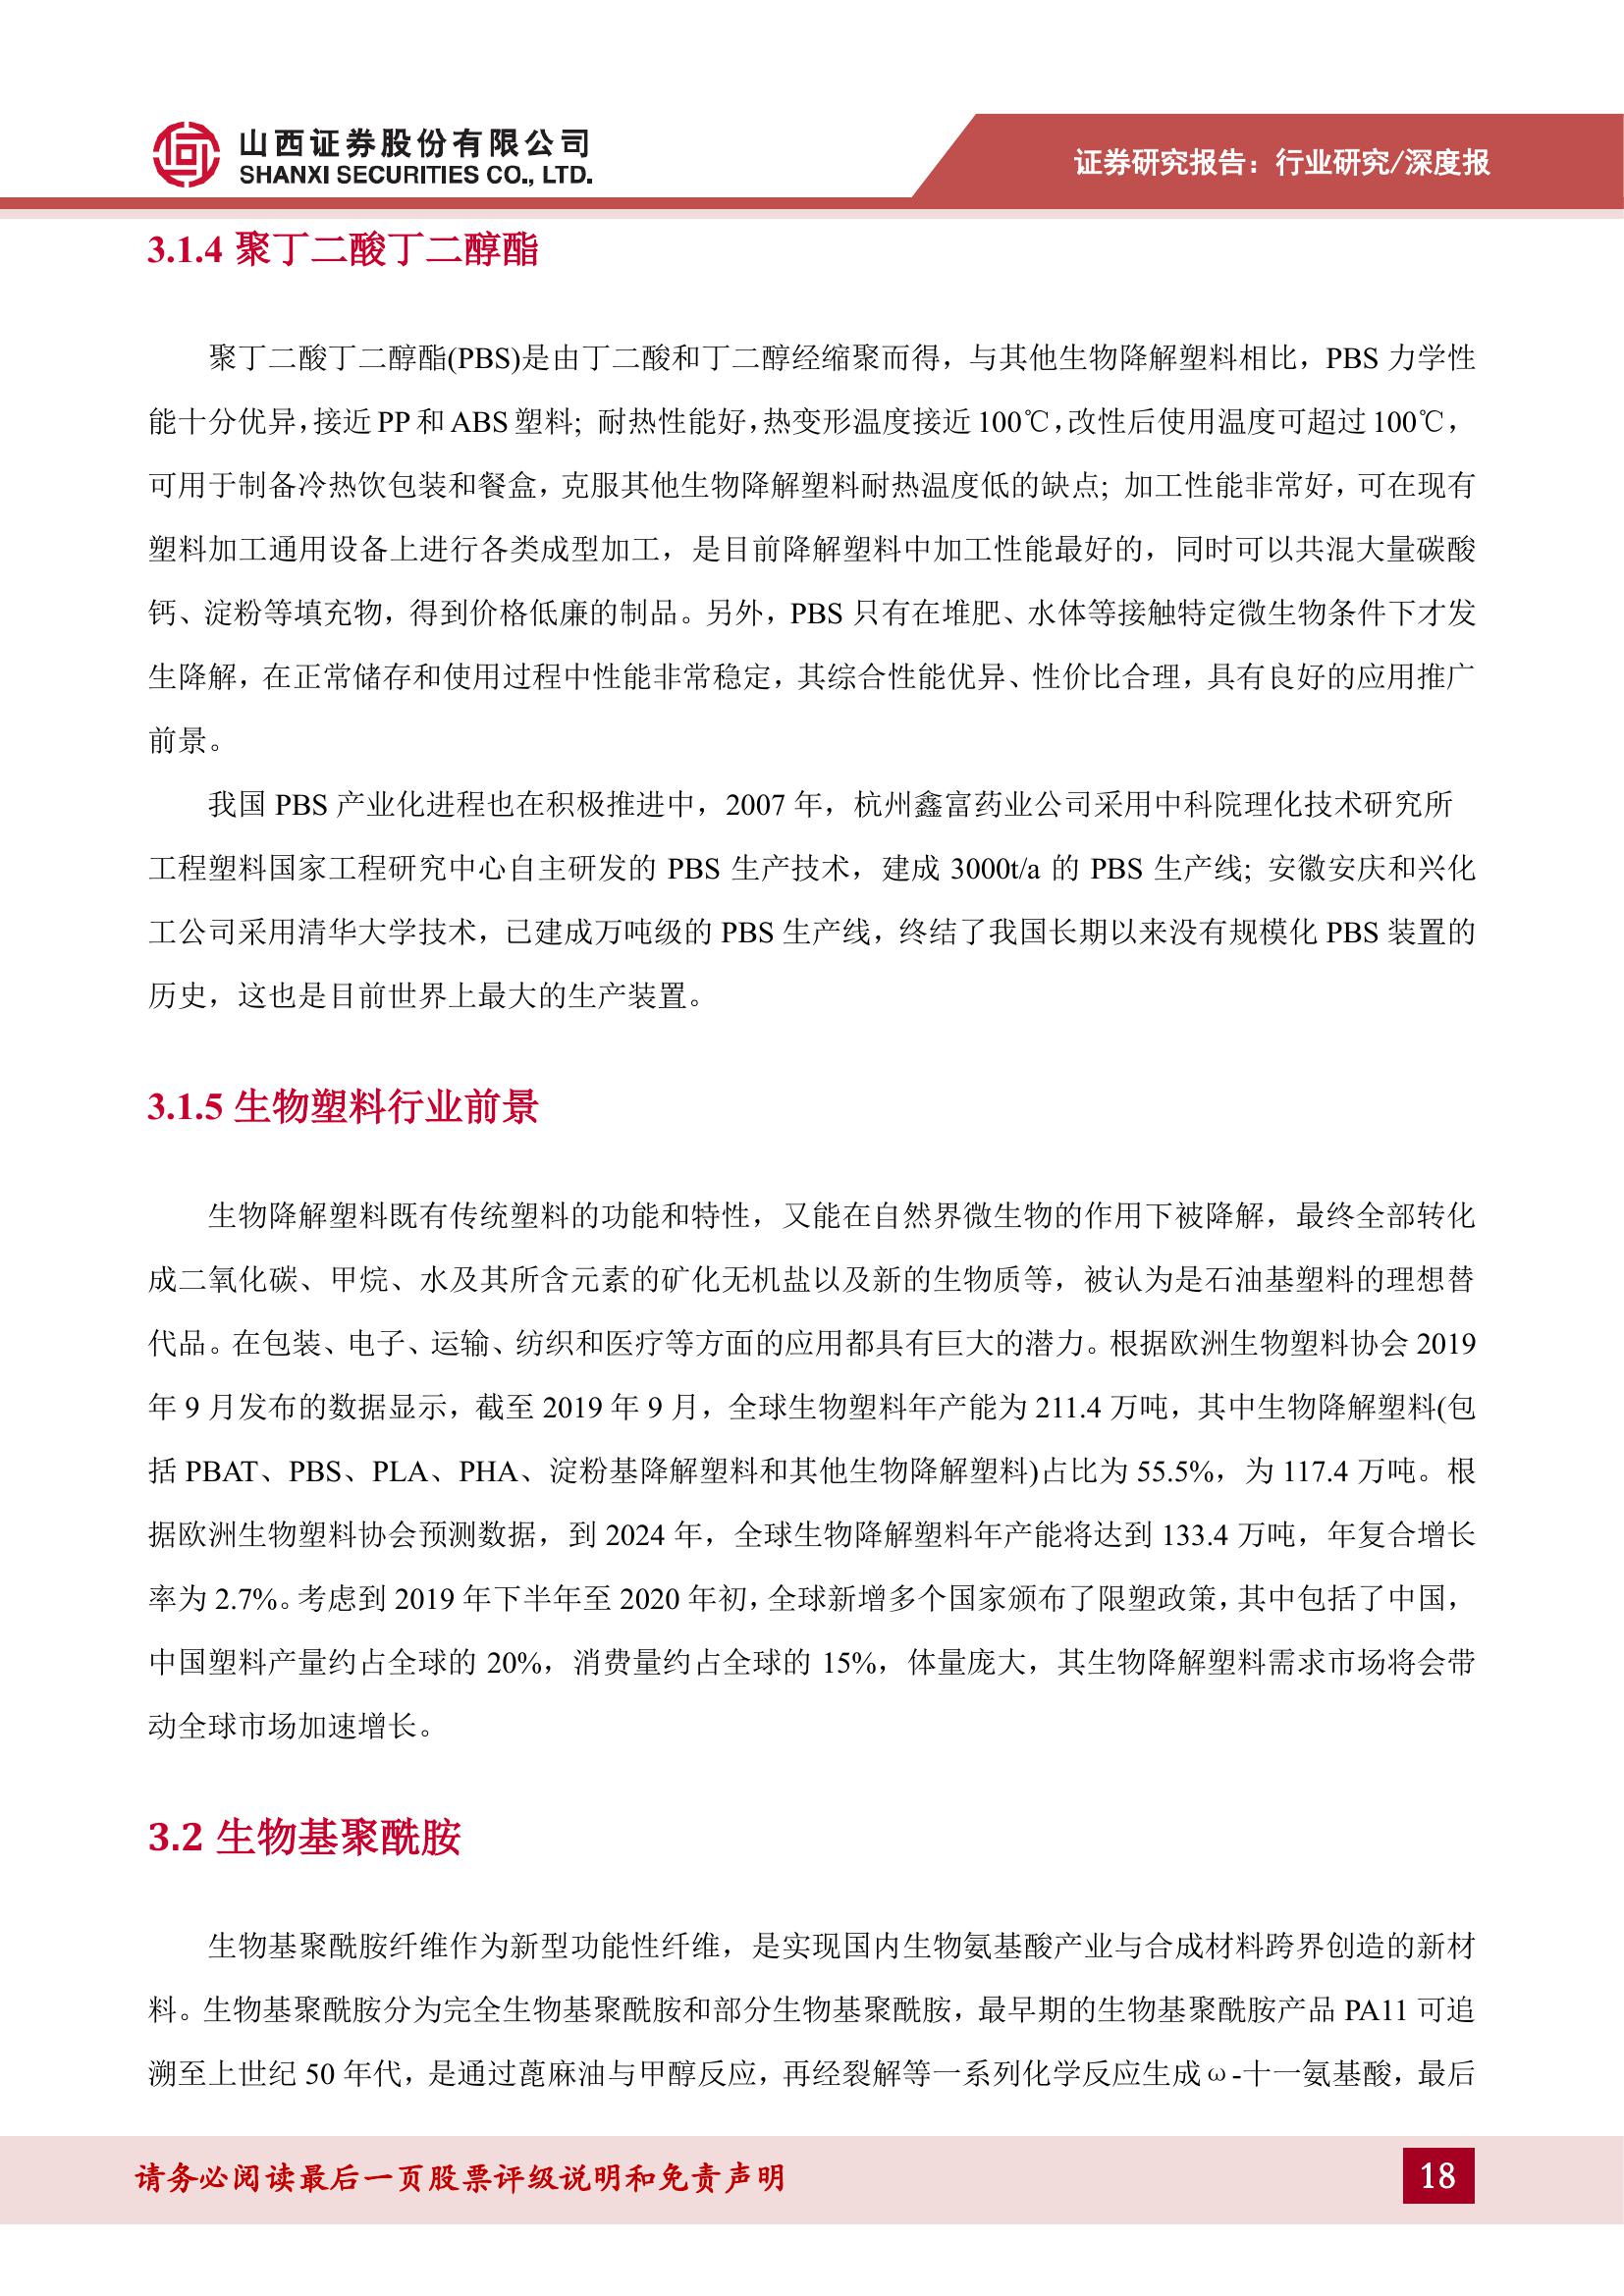 山西证券股份有限公司
SHANXI SECURITIES CO., LTD.
证券研究报告：行业研究/深度报
3.1.4 聚丁二酸丁二醇酯
聚丁二酸丁二醇酯(PBS)是由丁二酸和丁二醇经缩聚而得，与其他生物降解塑料相比，PBS 力学性
能十分优异，接近 PP 和 ABS 塑料；耐热性能好，热变形温度接近 100℃，改性后使用温度可超过 100℃，
可用于制备冷热饮包装和餐盒，克服其他生物降解塑料耐热温度低的缺点；加工性能非常好，可在现有
塑料加工通用设备上进行各类成型加工，是目前降解塑料中加工性能最好的，同时可以共混大量碳酸
钙、淀粉等填充物，得到价格低廉的制品。另外，PBS 只有在堆肥、水体等接触特定微生物条件下才发
生降解，在正常储存和使用过程中性能非常稳定，其综合性能优异、性价比合理，具有良好的应用推广
前景。
我国 PBS 产业化进程也在积极推进中，2007 年，杭州鑫富药业公司采用中科院理化技术研究所
工程塑料国家工程研究中心自主研发的 PBS 生产技术，建成 3000t/a 的 PBS 生产线；安徽安庆和兴化
工公司采用清华大学技术，已建成万吨级的 PBS 生产线，终结了我国长期以来没有规模化 PBS 装置的
历史，这也是目前世界上最大的生产装置。
3.1.5 生物塑料行业前景
生物降解塑料既有传统塑料的功能和特性，又能在自然界微生物的作用下被降解，最终全部转化
成二氧化碳、甲烷、水及其所含元素的矿化无机盐以及新的生物质等，被认为是石油基塑料的理想替
代品。在包装、电子、运输、纺织和医疗等方面的应用都具有巨大的潜力。根据欧洲生物塑料协会 2019
年 9 月发布的数据显示，截至 2019 年 9 月，全球生物塑料年产能为 211.4 万吨，其中生物降解塑料(包
括 PBAT、PBS、PLA、PHA、淀粉基降解塑料和其他生物降解塑料)占比为 55.5%，为 117.4 万吨。根
据欧洲生物塑料协会预测数据，到 2024 年，全球生物降解塑料年产能将达到 133.4 万吨，年复合增长
率为 2.7%。考虑到 2019 年下半年至 2020 年初，全球新增多个国家颁布了限塑政策，其中包括了中国，
中国塑料产量约占全球的 20%，消费量约占全球的 15%，体量庞大，其生物降解塑料需求市场将会带
动全球市场加速增长。
3.2 生物基聚酰胺
生物基聚酰胺纤维作为新型功能性纤维，是实现国内生物氨基酸产业与合成材料跨界创造的新材
料。生物基聚酰胺分为完全生物基聚酰胺和部分生物基聚酰胺，最早期的生物基聚酰胺产品 PA11 可追
溯至上世纪 50 年代，是通过蓖麻油与甲醇反应，再经裂解等一系列化学反应生成 ω-十一氨基酸，最后
请务必阅读最后一页股票评级说明和免责声明
18